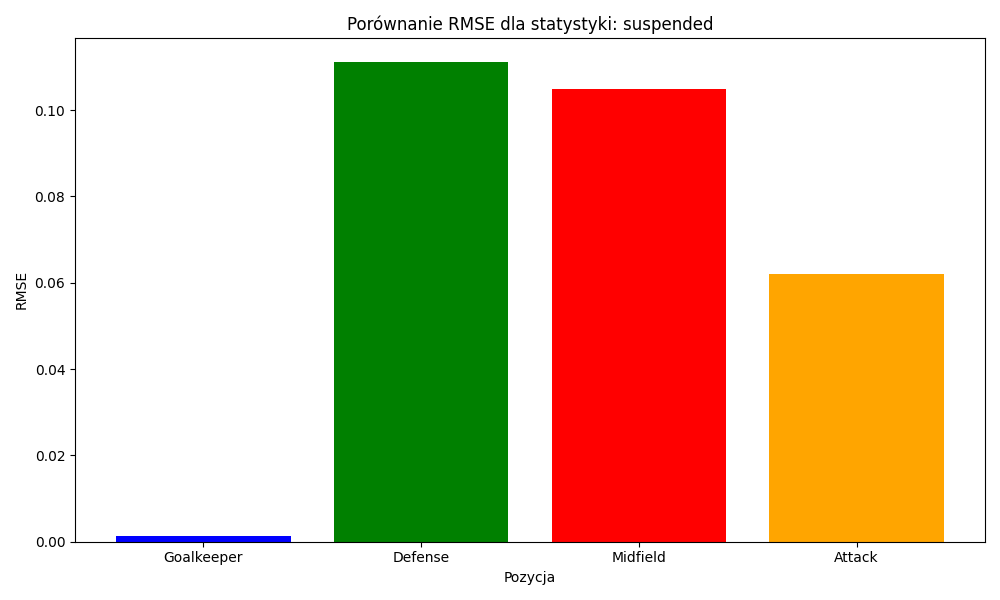 Porównanie RMSE dla statystyki: suspended
RMSE
0.10
0.08
0.06
0.04
0.02
0.00
Goalkeeper Defense Midfield Attack
Pozycja